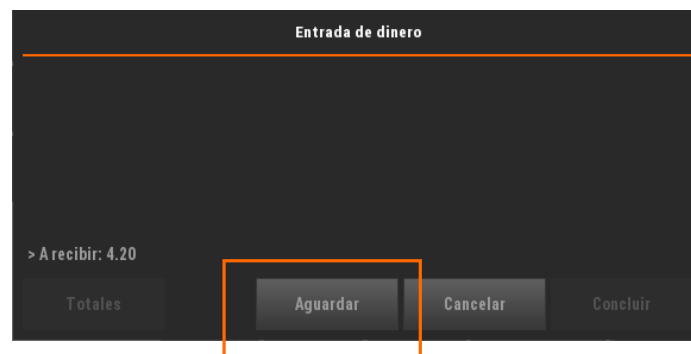 Entrada de dinero
> A recibir: 4.20
Totales Aguardar Cancelar Concluir